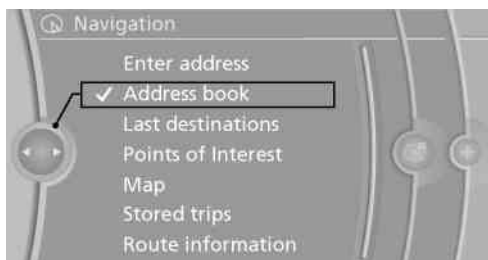 Navigation
Enter address
Address book
Last destinations
Points of Interest
Map
Stored trips
Route information